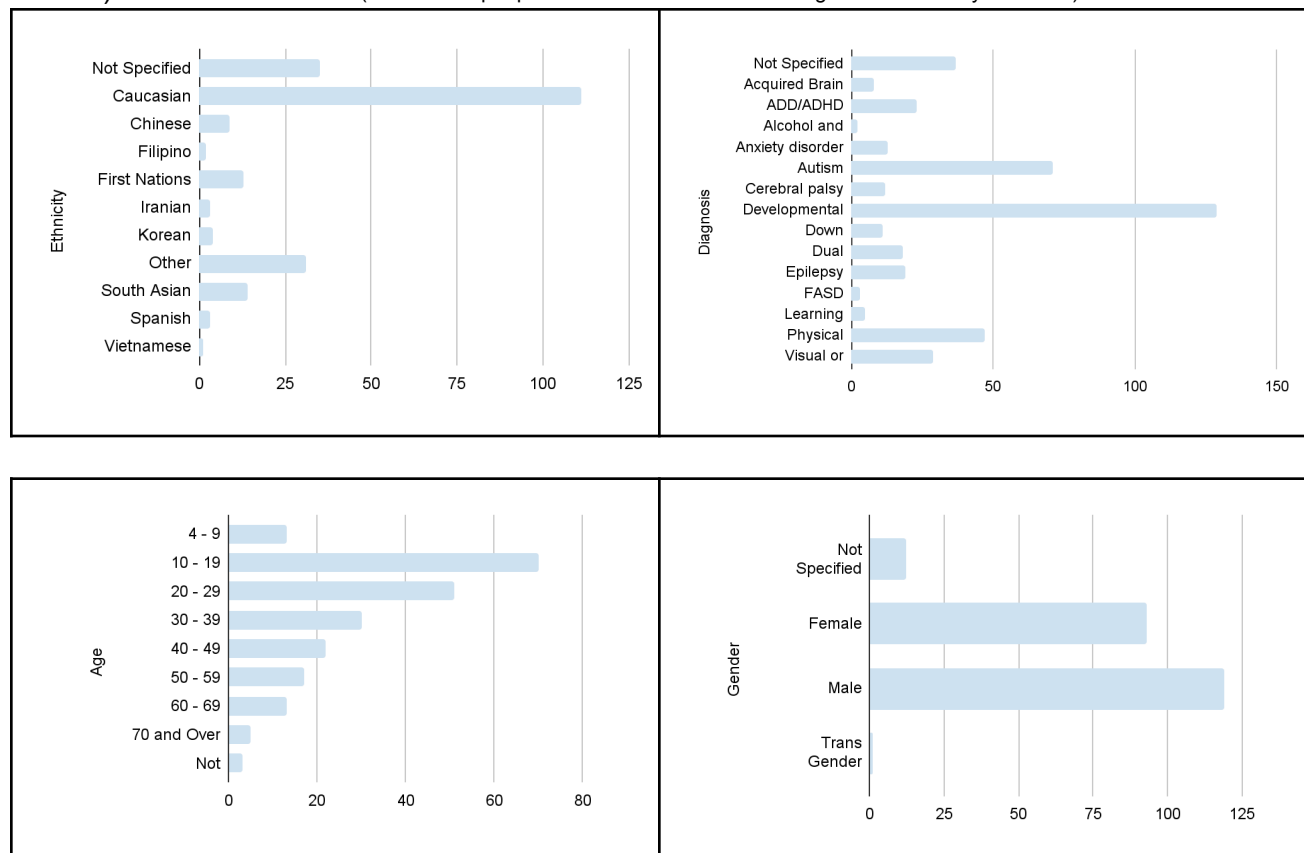 Ethnicity
Not Specified
Caucasian
Chinese
Filipino
First Nations
Iranian
Korean
Other
South Asian
Spanish
Vietnamese
0 25 50 75 100 125
Diagnosis
Not Specified
Acquired Brain
ADD/ADHD
Alcohol and
Anxiety disorder
Autism
Cerebral palsy
Developmental
Down
Dual
Epilepsy
FASD
Learning
Physical
Visual or
0 50 100 150
Age
4 - 9
10 - 19
20 - 29
30 - 39
40 - 49
50 - 59
60 - 69
70 and Over
Not
0 20 40 60 80
Gender
Not
Specified
Female
Male
Trans
Gender
0 25 50 75 100 125